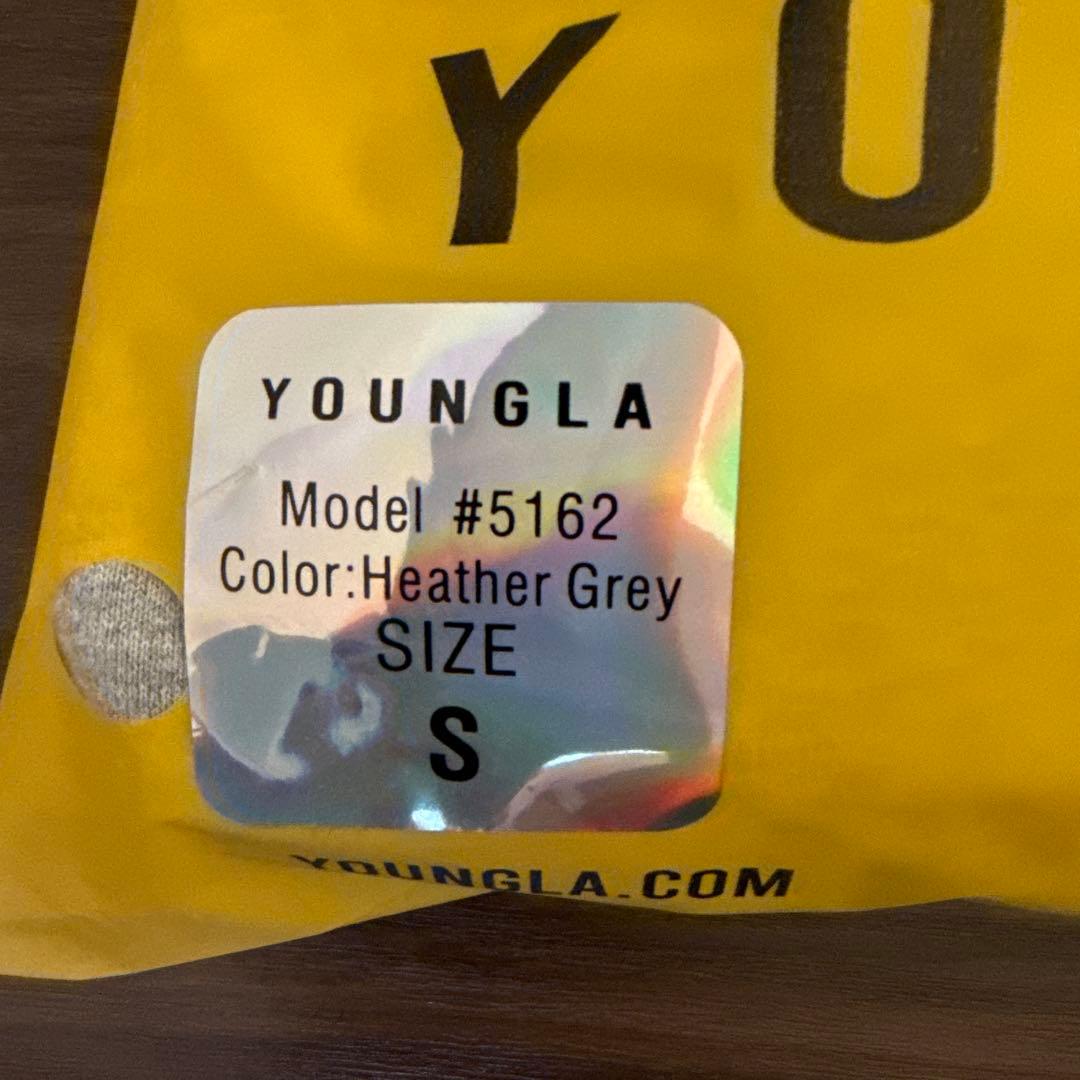 YO
YOUNGLA
Model #5162
Color:Heather Grey
SIZE
S
YOUNGLA.COM